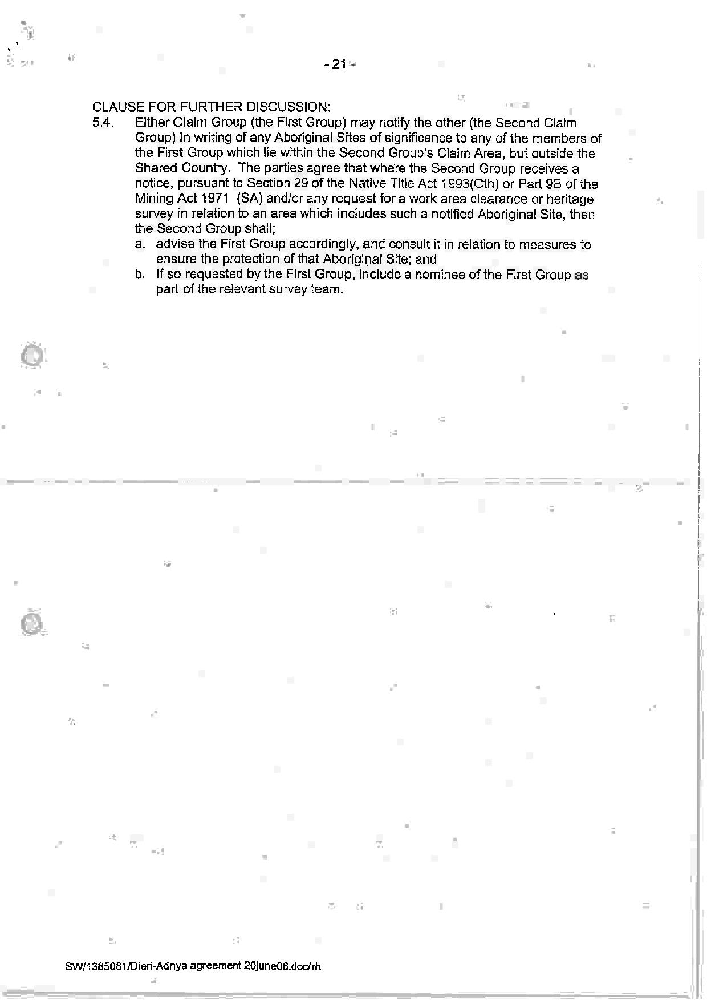 - 21 -
CLAUSE FOR FURTHER DISCUSSION:
5.4. Either Claim Group (the First Group) may notify the other (the Second Claim
Group) in writing of any Aboriginal Sites of significance to any of the members of
the First Group which lie within the Second Group's Claim Area, but outside the
Shared Country. The parties agree that where the Second Group receives a
notice, pursuant to Section 29 of the Native Title Act 1993(Cth) or Part 9B of the
Mining Act 1971 (SA) and/or any request for a work area clearance or heritage
survey in relation to an area which includes such a notified Aboriginal Site, then
the Second Group shall;
a. advise the First Group accordingly, and consult it in relation to measures to
ensure the protection of that Aboriginal Site; and
b. If so requested by the First Group, include a nominee of the First Group as
part of the relevant survey team.
SW/1385081/Dieri-Adnya agreement 20june06.doc/rh